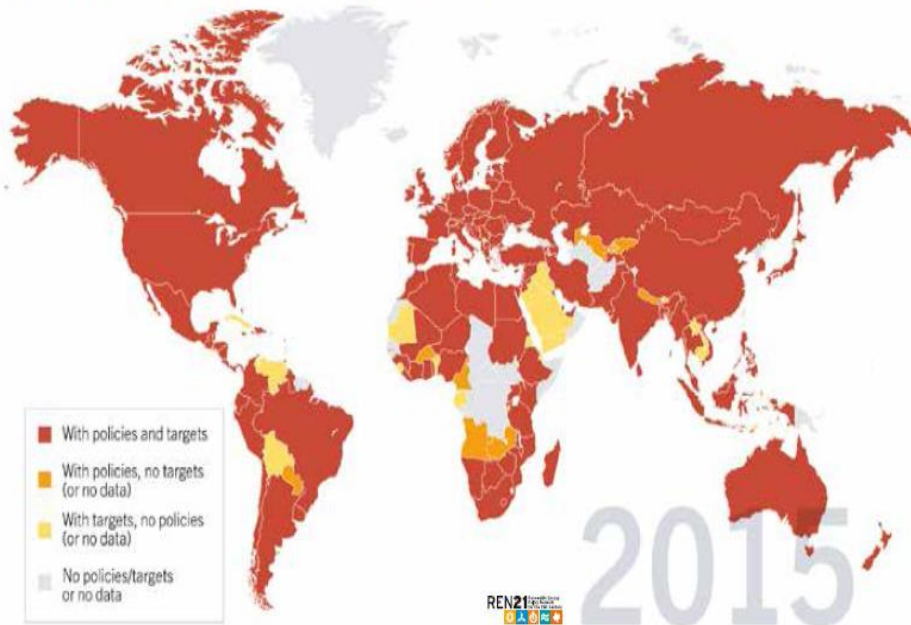 With policies and targets
With policies, no targets
(or no data)
With targets, no policies
(or no data)
No policies/targets
or no data
2015
REN21